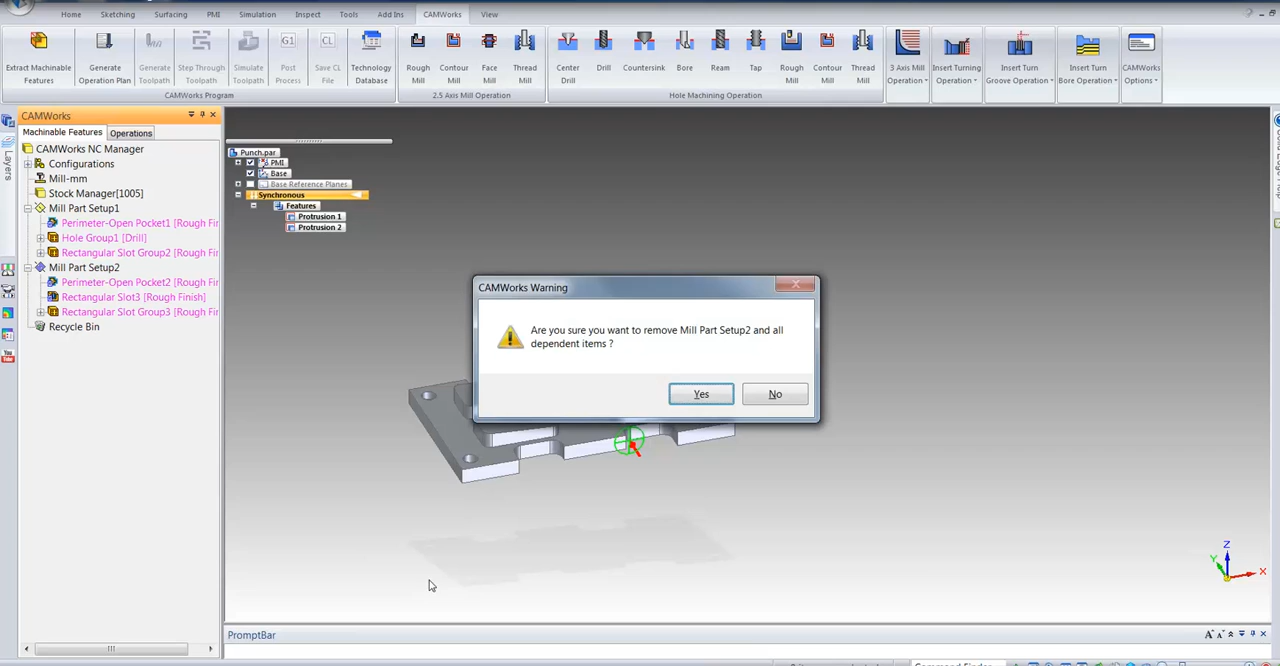 Home Sketching Surfacing PMI Simulation Inspect Tools Add Ins CAMWorks View
Extract Machinable Features
Generate Operation Plan
Generate Toolpath
Step Through Toolpath
Simulate Toolpath
G1
Post Process
CL
Save CL File
Technology Database
Rough Mill
Contour Mill
Face Mill
Thread Mill
Center Drill
Drill
Countersink
Bore
Ream
Tap
Rough Mill
Contour Mill
Thread Mill
3 Axis Mill Operation
Insert Turning Operation
Insert Turn Groove Operation
Insert Turn Bore Operation
CAMWorks Options
CAMWorks Program
2.5 Axis Mill Operation
Hole Machining Operation
CAMWorks
Machinable Features Operations
CAMWorks NC Manager
Configurations
Mill-mm
Stock Manager[1005]
Mill Part Setup1
Perimeter-Open Pocket1 [Rough Fin
Hole Group1 [Drill]
Rectangular Slot Group2 [Rough Fi
Mill Part Setup2
Perimeter-Open Pocket2 [Rough Fin
Rectangular Slot3 [Rough Finish]
Rectangular Slot Group3 [Rough Fi
Recycle Bin
Layers
You
Punch.par
PMI
Base
Base Reference Planes
Synchronous
Features
Protrusion 1
Protrusion 2
CAMWorks Warning
Are you sure you want to remove Mill Part Setup2 and all
dependent items ?
Yes No
Z
Y
X
PromptBar
Command Finder